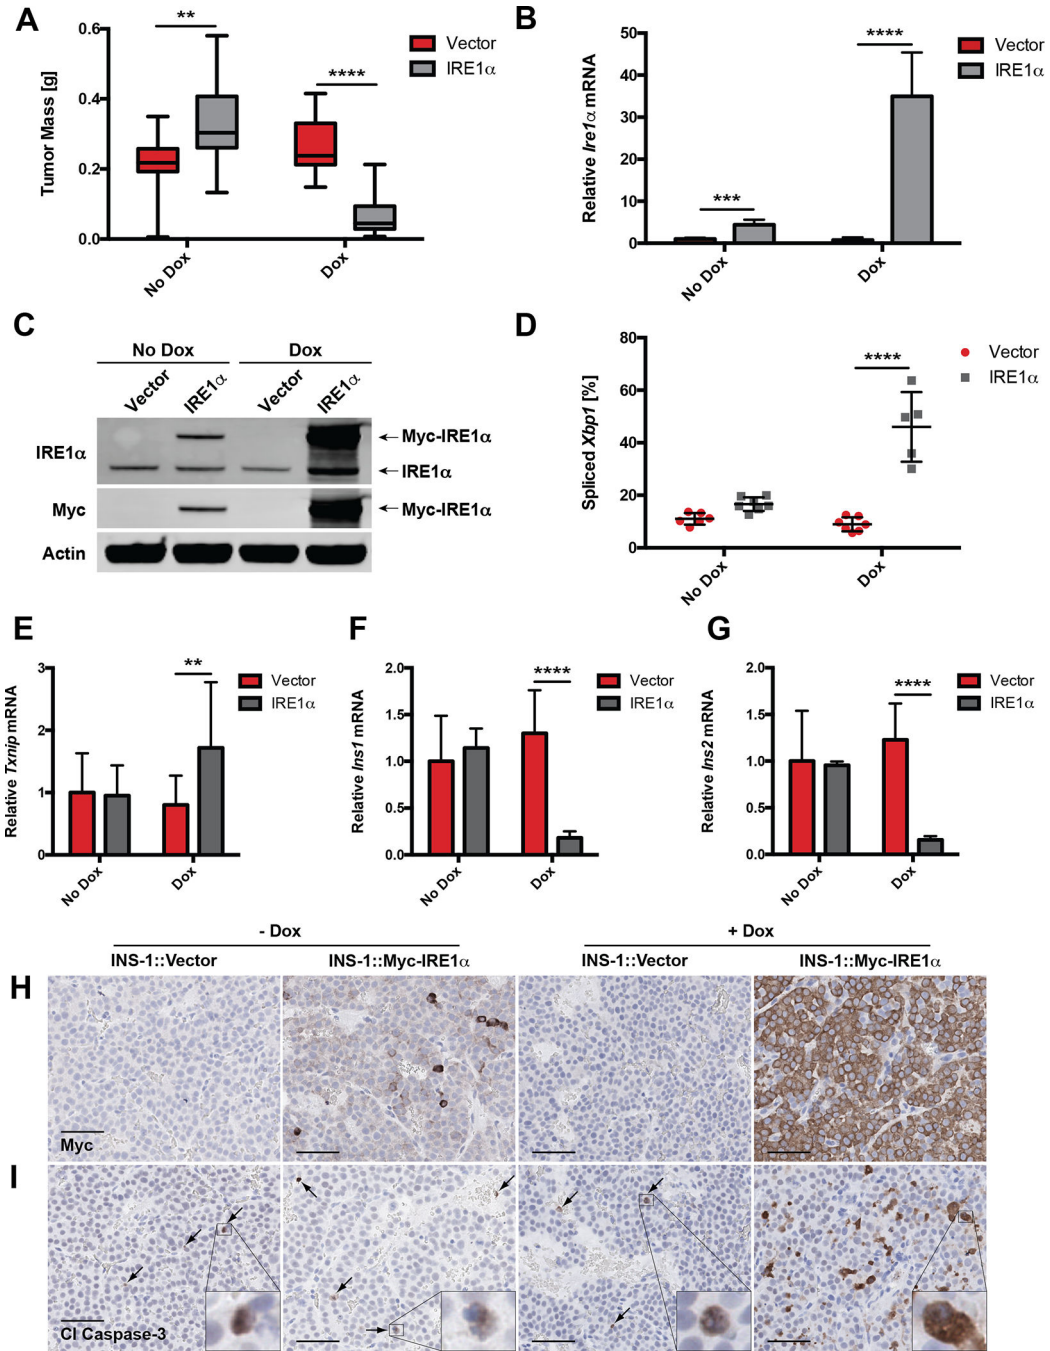 A
**
****
0.6
0.4
0.2
0.0
Tumor Mass [g]
No Dox
Dox
Vector
IRE1α
B
***
****
50
40
30
20
10
0
Relative Ire1α mRNA
No Dox
Dox
Vector
IRE1α
C
No Dox
Dox
Vector
IRE1α
Vector
IRE1α
IRE1α
←Myc-IRE1α
←IRE1α
Myc
←Myc-IRE1α
Actin
D
****
80
60
40
20
0
Spliced Xbp1 [%]
No Dox
Dox
Vector
IRE1α
E
**
3
2
1
0
Relative Txnip mRNA
No Dox
Dox
Vector
IRE1α
F
****
2.0
1.5
1.0
0.5
0.0
Relative Ins1 mRNA
No Dox
Dox
Vector
IRE1α
G
****
2.0
1.5
1.0
0.5
0.0
Relative Ins2 mRNA
No Dox
Dox
Vector
IRE1α
- Dox
+ Dox
INS-1::Vector
INS-1::Myc-IRE1α
INS-1::Vector
INS-1::Myc-IRE1α
H
Myc
I
Cl Caspase-3